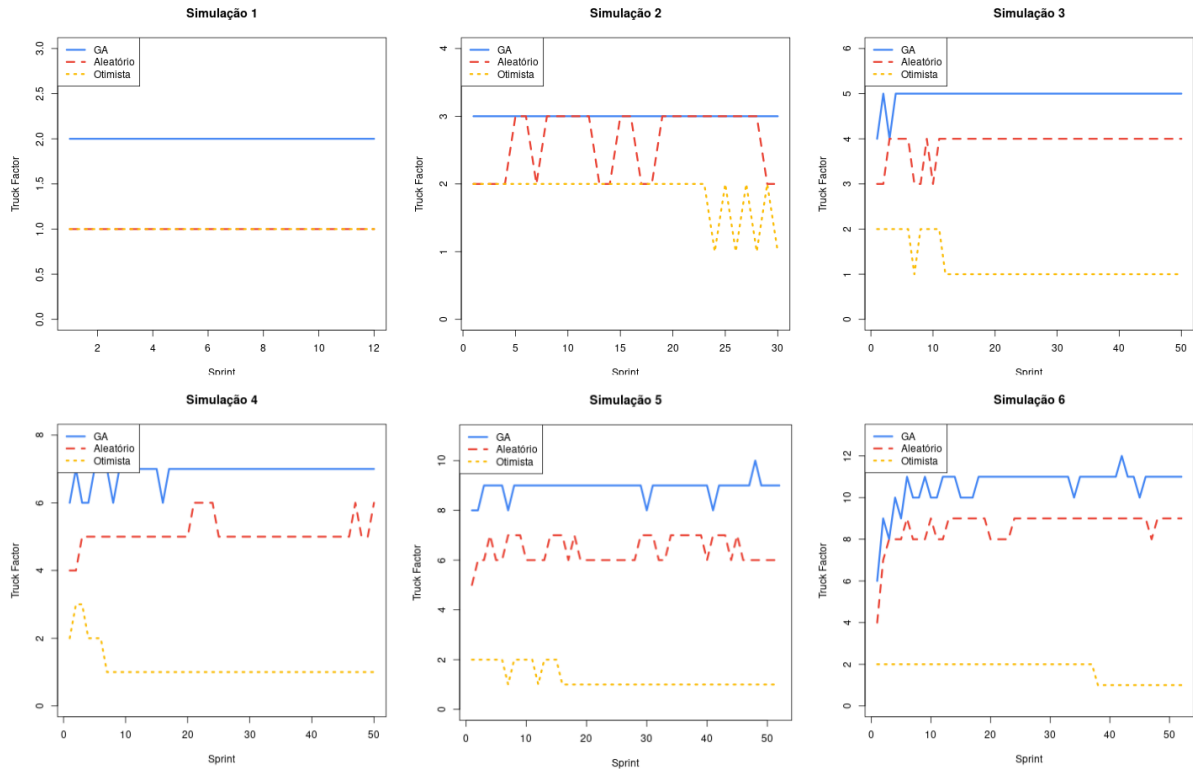 Simulação 1
GA
Aleatório
Otimista
3.0
2.5
2.0
1.5
1.0
0.5
0.0
Truck Factor
2 4 6 8 10 12
Sprint
Simulação 2
GA
Aleatório
Otimista
4
3
2
1
0
Truck Factor
0 5 10 15 20 25 30
Sprint
Simulação 3
GA
Aleatório
Otimista
6
5
4
3
2
1
0
Truck Factor
0 10 20 30 40 50
Sprint
Simulação 4
GA
Aleatório
Otimista
8
6
4
2
0
Truck Factor
0 10 20 30 40 50
Sprint
Simulação 5
GA
Aleatório
Otimista
10
8
6
4
2
0
Truck Factor
0 10 20 30 40 50
Sprint
Simulação 6
GA
Aleatório
Otimista
12
10
8
6
4
2
0
Truck Factor
0 10 20 30 40 50
Sprint